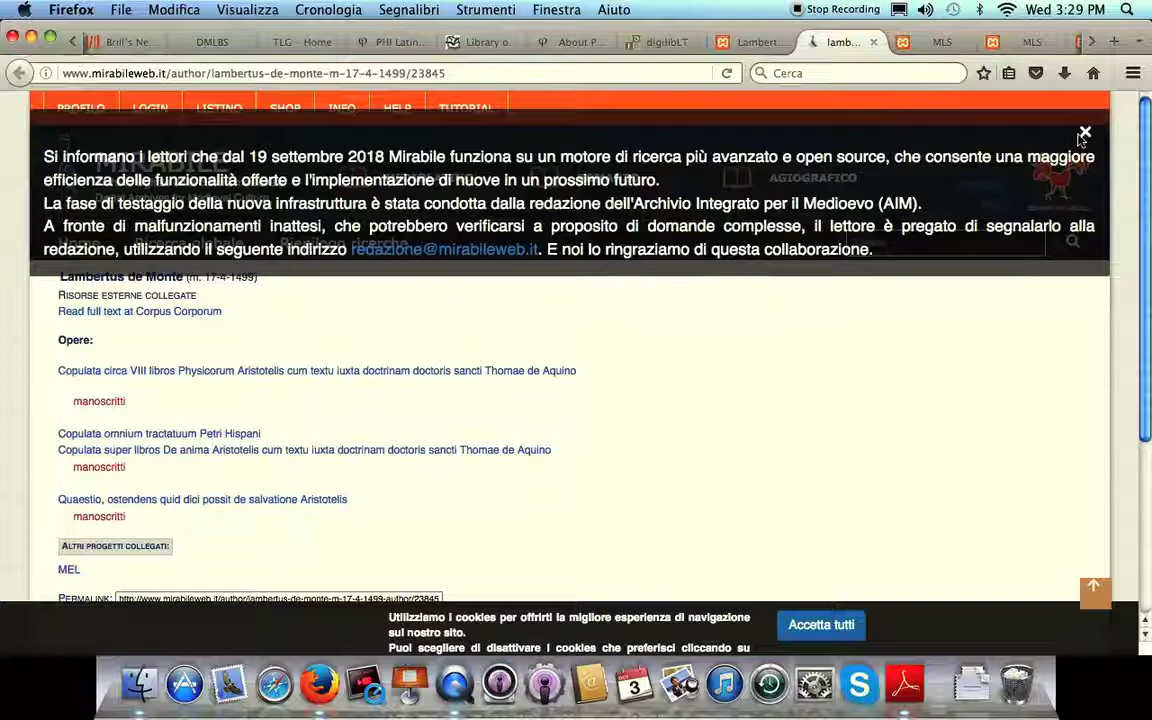 Firefox File Modifica Visualizza Cronologia Segnalibri Strumenti Finestra Aiuto Stop Recording Wed 3:29 PM
Brill's Ne... DMLBS TLG – Home PHI Latin... Library o... About P... digilibLT Lambert... lamb... MLS MLS
www.mirabileweb.it/author/lambertus-de-monte-m-17-4-1499/23845 Cerca
PROFILO LOGIN LISTINO SHOP INFO HELP TUTORIAL
Si informano i lettori che dal 19 settembre 2018 Mirabile funziona su un motore di ricerca più avanzato e open source, che consente una maggiore
efficienza delle funzionalità offerte e l'implementazione di nuove in un prossimo futuro.
AGIOGRAFICO
La fase di testaggio della nuova infrastruttura è stata condotta dalla redazione dell'Archivio Integrato per il Medioevo (AIM).
A fronte di malfunzionamenti inattesi, che potrebbero verificarsi a proposito di domande complesse, il lettore è pregato di segnalarlo alla
redazione, utilizzando il seguente indirizzo redazione@mirabileweb.it. E noi lo ringraziamo di questa collaborazione.
Lambertus de Monte (m. 17-4-1499)
RISORSE ESTERNE COLLEGATE
Read full text at Corpus Corporum
Opere:
Copulata circa VIII libros Physicorum Aristotelis cum textu iuxta doctrinam doctoris sancti Thomae de Aquino
manoscritti
Copulata omnium tractatuum Petri Hispani
Copulata super libros De anima Aristotelis cum textu iuxta doctrinam doctoris sancti Thomae de Aquino
manoscritti
Quaestio, ostendens quid dici possit de salvatione Aristotelis
manoscritti
ALTRI PROGETTI COLLEGATI:
MEL
PERMALINK: http://www.mirabileweb.it/author/lambertus-de-monte-m-17-4-1499-author/23845
Utilizziamo i cookies per offrirti la migliore esperienza di navigazione
sul nostro sito.
Puoi scegliere di disattivare i cookies che preferisci cliccando su
Accetta tutti
OCT
3